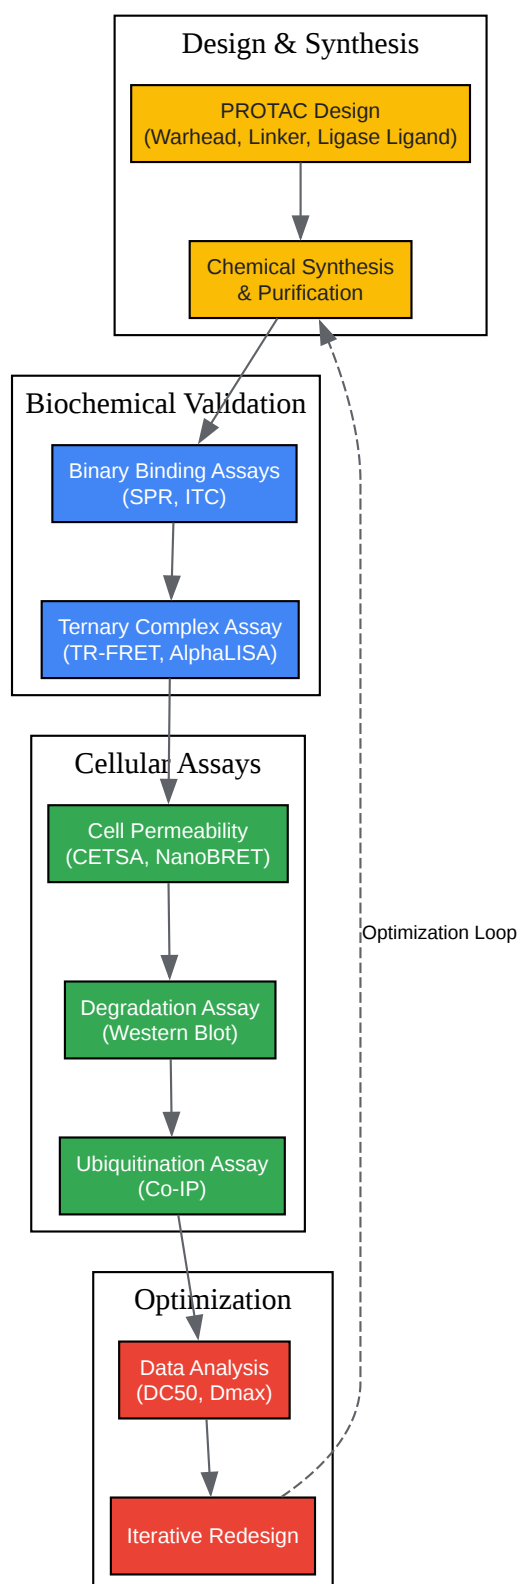 Design & Synthesis
PROTAC Design
(Warhead, Linker, Ligase Ligand)
Chemical Synthesis
& Purification
Biochemical Validation
Binary Binding Assays
(SPR, ITC)
Ternary Complex Assay
(TR-FRET, AlphaLISA)
Cellular Assays
Cell Permeability
(CETSA, NanoBRET)
Optimization Loop
Degradation Assay
(Western Blot)
Ubiquitination Assay
(Co-IP)
Optimization
Data Analysis
(DC50, Dmax)
Iterative Redesign